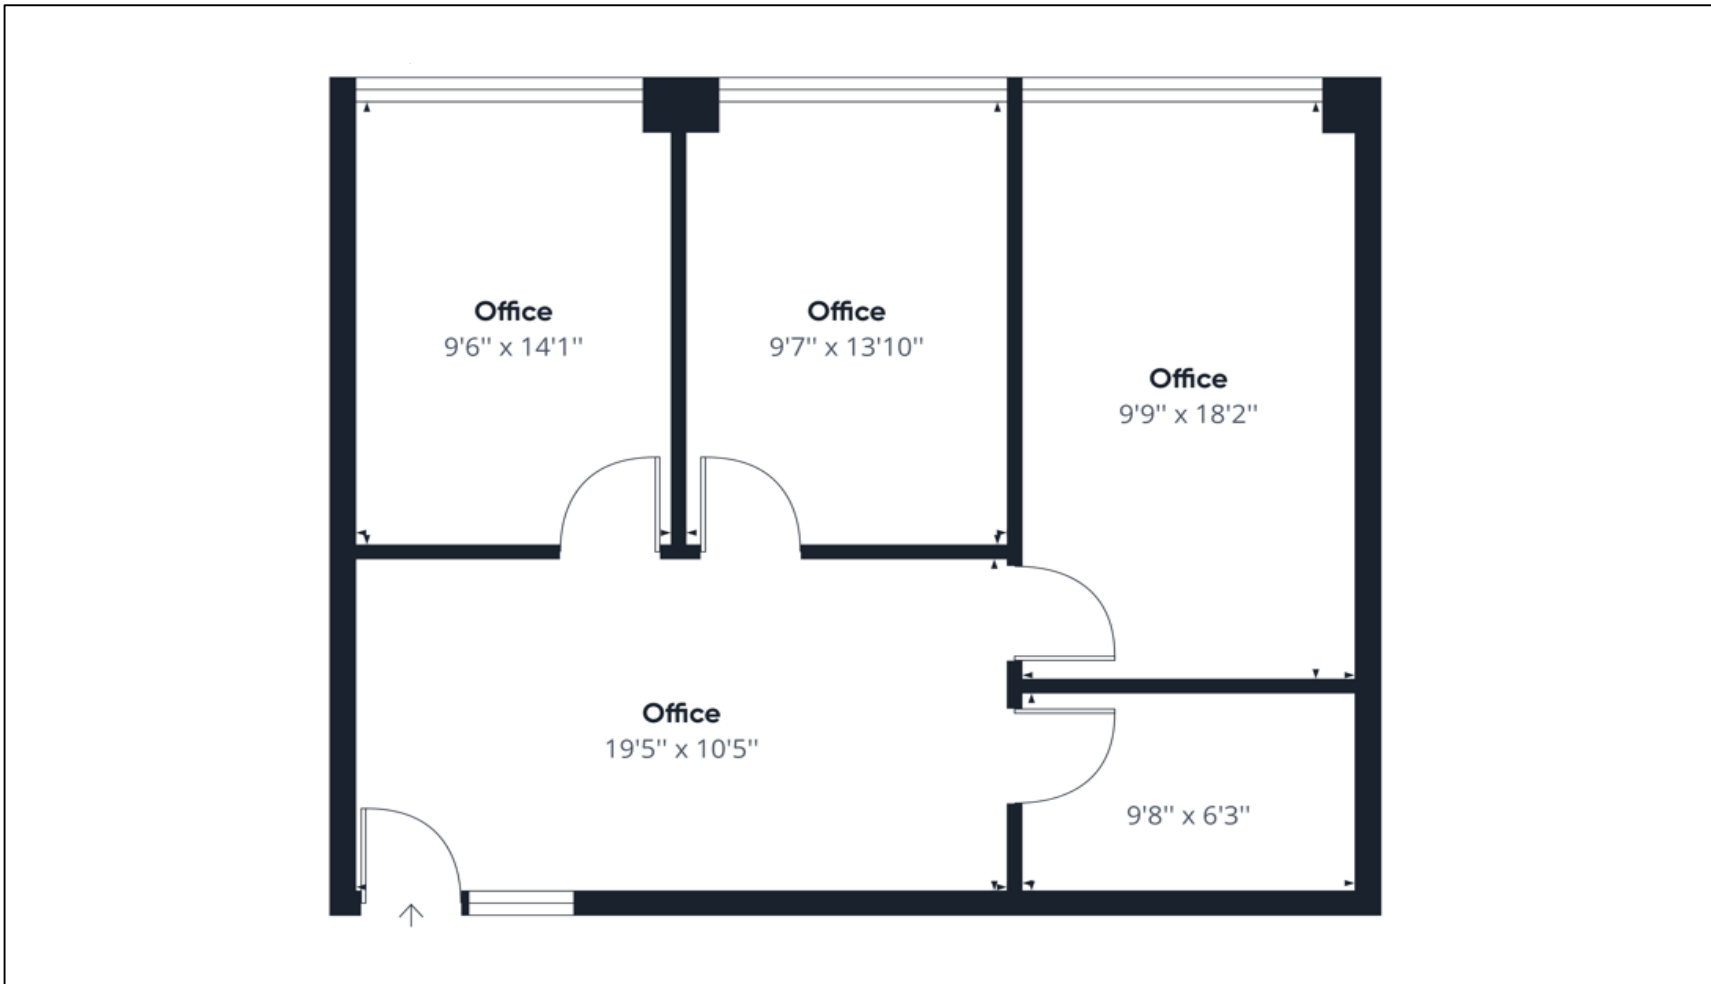 Office
9'6" x 14'1"
Office
9'7" x 13'10"
Office
9'9" x 18'2"
Office
19'5" x 10'5"
9'8" x 6'3"